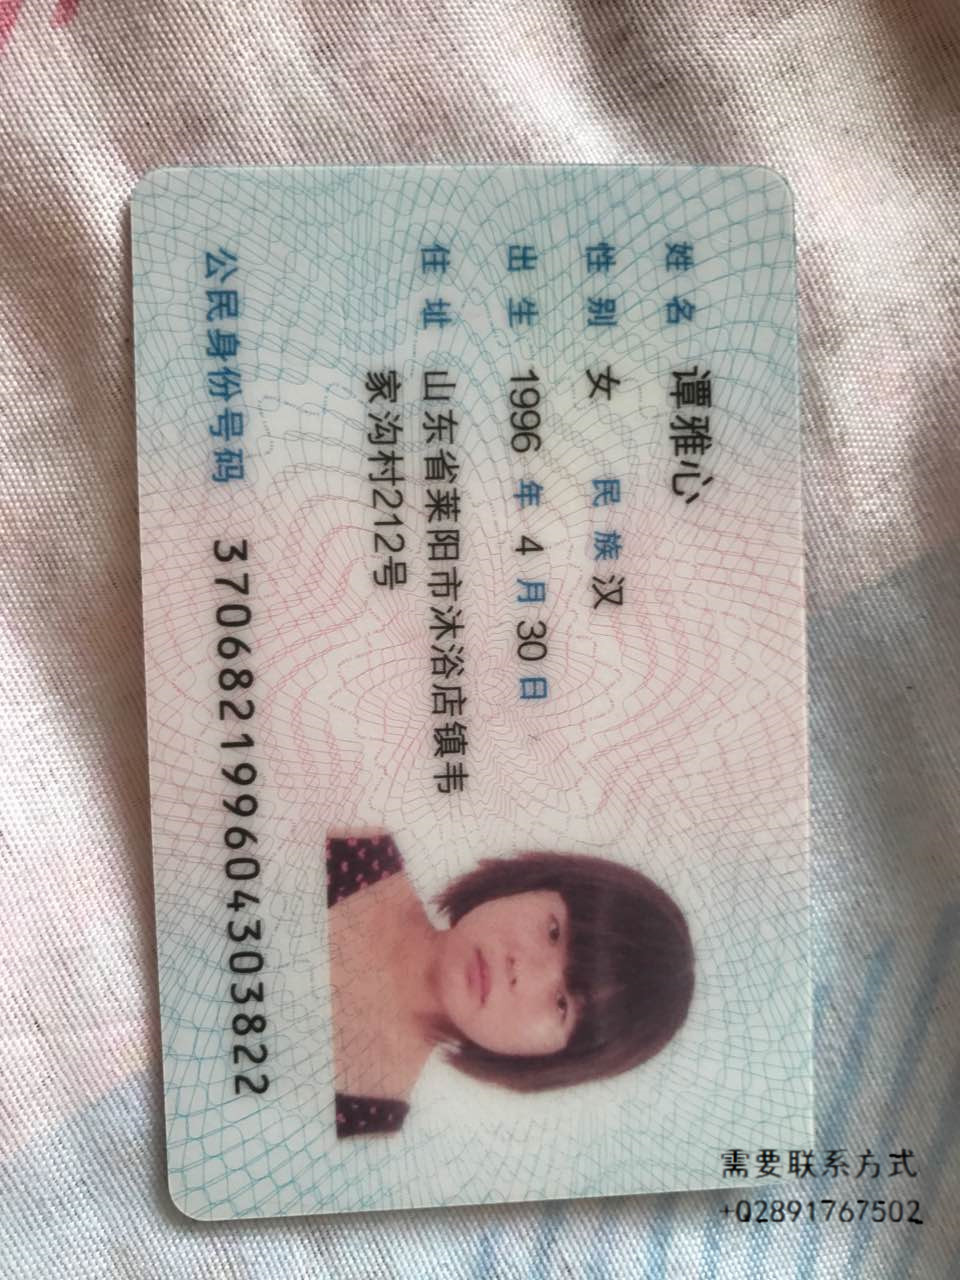 姓名 谭雅心
性别 女 民族 汉
出生 1996 年 4 月 30 日
住址 山东省莱阳市沐浴店镇韦
家沟村212号
公民身份号码 370682199604303822
需要联系方式
+Q2891767502